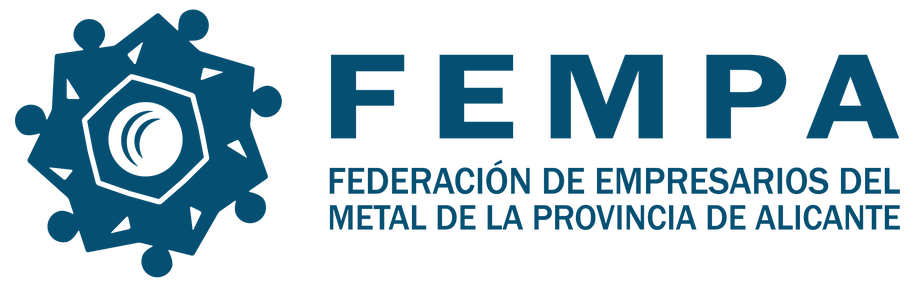 FEMPA
FEDERACIÓN DE EMPRESARIOS DEL
METAL DE LA PROVINCIA DE ALICANTE